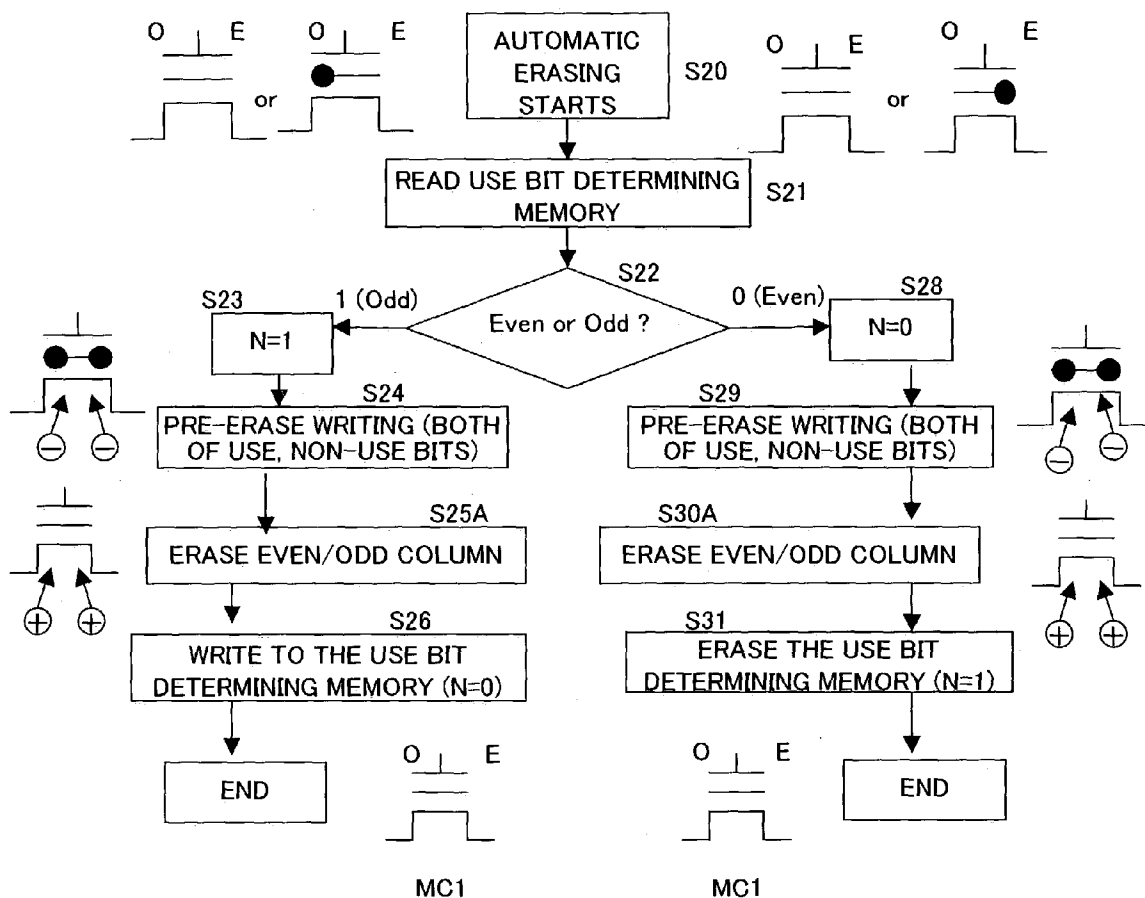 O E O E
or
AUTOMATIC
ERASING
STARTS
S20
O E O E
or
READ USE BIT DETERMINING
MEMORY
S21
S22
Even or Odd ?
1 (Odd)
0 (Even)
S23
N=1
S28
N=0
S24
PRE-ERASE WRITING (BOTH
OF USE, NON-USE BITS)
− −
S29
PRE-ERASE WRITING (BOTH
OF USE, NON-USE BITS)
− −
S25A
ERASE EVEN/ODD COLUMN
+ +
S30A
ERASE EVEN/ODD COLUMN
+ +
S26
WRITE TO THE USE BIT
DETERMINING MEMORY (N=0)
S31
ERASE THE USE BIT
DETERMINING MEMORY (N=1)
END
O E
MC1
O E
MC1
END